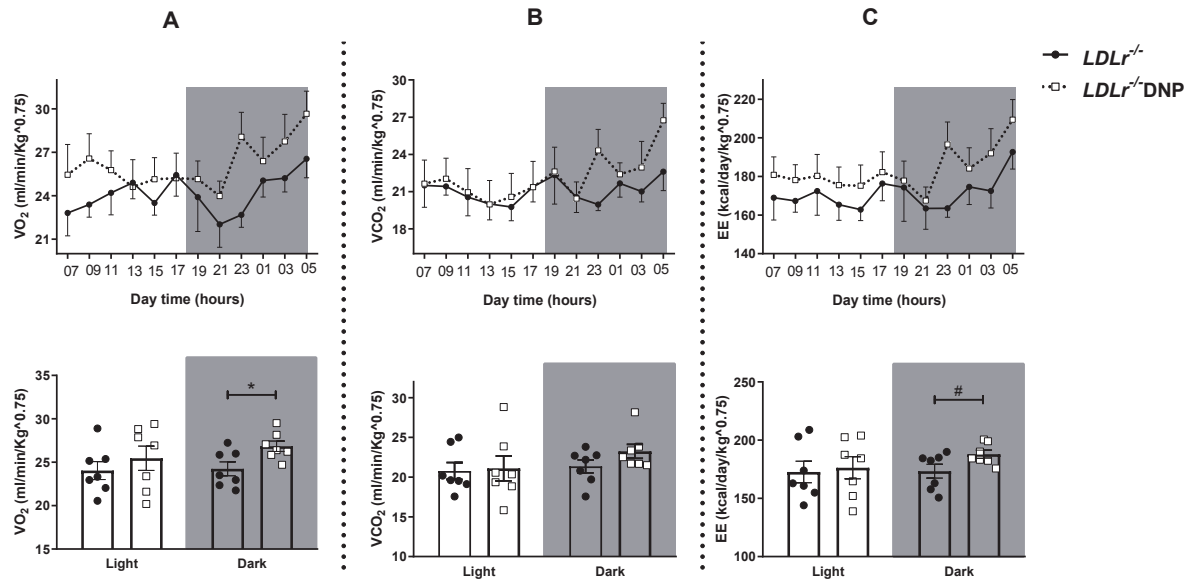 A
B
C
LDLr-/-
LDLr-/-DNP
VO2 (ml/min/Kg^0.75)
30
27
24
21
07 09 11 13 15 17 19 21 23 01 03 05
Day time (hours)
VCO2 (ml/min/Kg^0.75)
30
27
24
21
18
07 09 11 13 15 17 19 21 23 01 03 05
Day time (hours)
EE (kcal/day/kg^0.75)
220
200
180
160
140
07 09 11 13 15 17 19 21 23 01 03 05
Day time (hours)
VO2 (ml/min/Kg^0.75)
35
30
25
20
15
*
Light Dark
VCO2 (ml/min/Kg^0.75)
30
25
20
15
10
Light Dark
EE (kcal/day/kg^0.75)
250
200
150
100
#
Light Dark